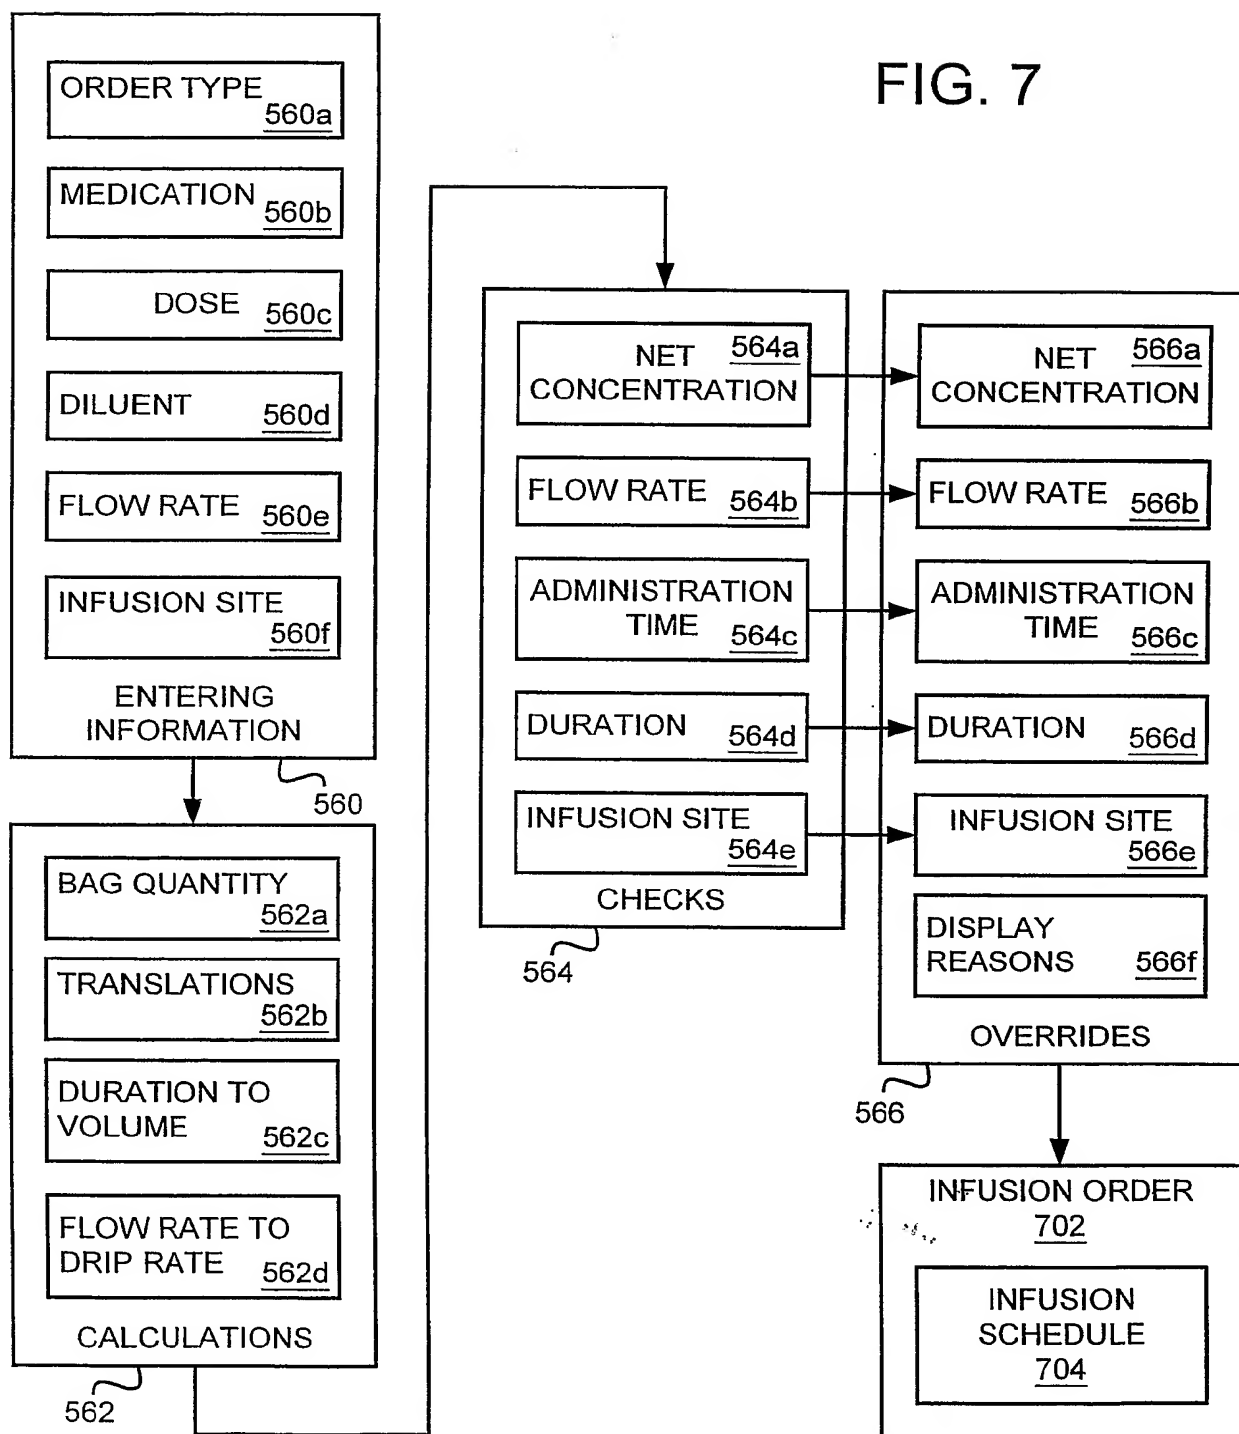 FIG. 7
ORDER TYPE
560a
MEDICATION
560b
DOSE
560c
DILUENT
560d
FLOW RATE
560e
INFUSION SITE
560f
ENTERING
INFORMATION
560
BAG QUANTITY
562a
TRANSLATIONS
562b
DURATION TO
VOLUME
562c
FLOW RATE TO
DRIP RATE
562d
CALCULATIONS
562
NET
564a
CONCENTRATION
FLOW RATE
564b
ADMINISTRATION
TIME
564c
DURATION
564d
INFUSION SITE
564e
CHECKS
564
NET
566a
CONCENTRATION
FLOW RATE
566b
ADMINISTRATION
TIME
566c
DURATION
566d
INFUSION SITE
566e
DISPLAY
REASONS
566f
OVERRIDES
566
INFUSION ORDER
702
INFUSION
SCHEDULE
704